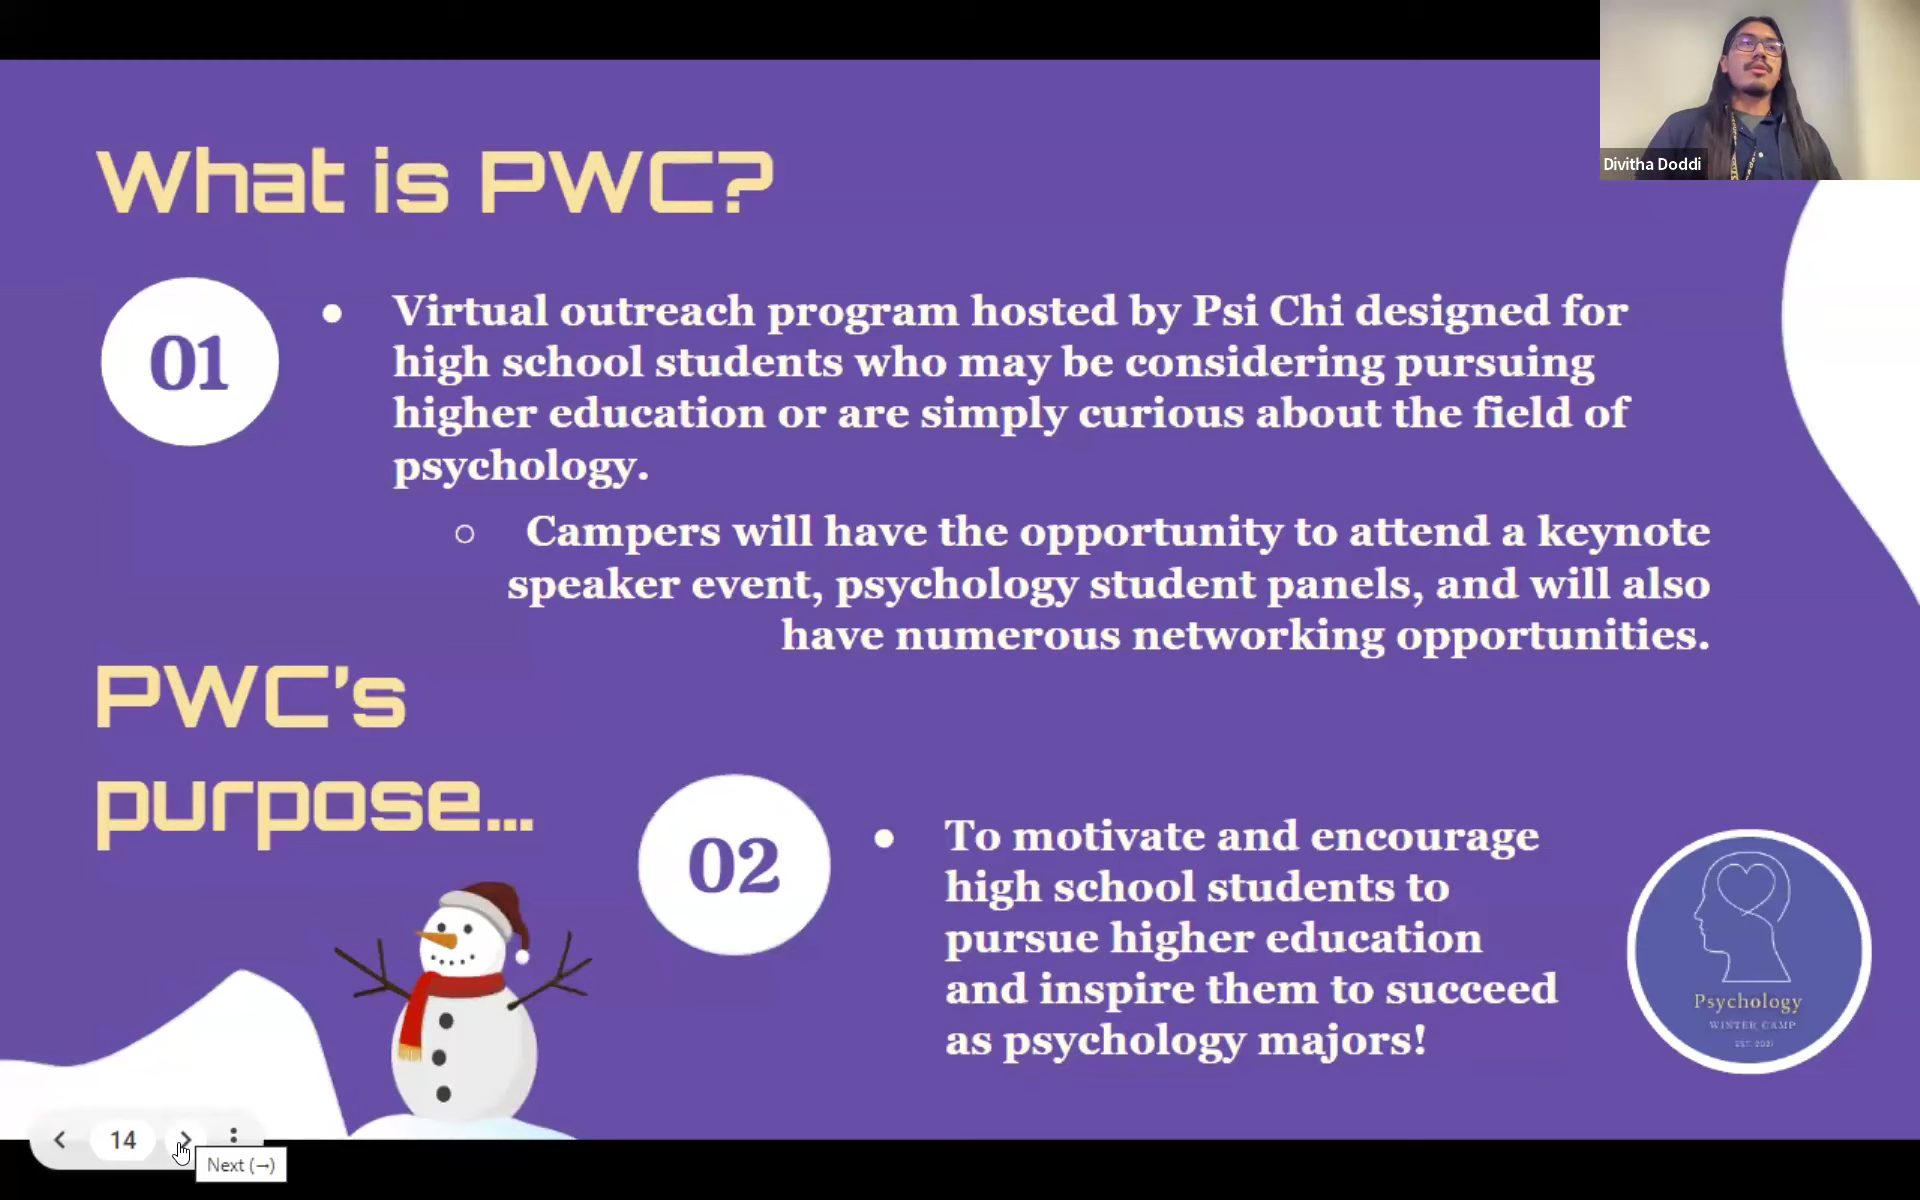 Divitha Doddi
What is PWC?
01
● Virtual outreach program hosted by Psi Chi designed for
high school students who may be considering pursuing
higher education or are simply curious about the field of
psychology.
○ Campers will have the opportunity to attend a keynote
speaker event, psychology student panels, and will also
have numerous networking opportunities.
PWC's
purpose...
02
● To motivate and encourage
high school students to
pursue higher education
and inspire them to succeed
as psychology majors!
Psychology
WINTER CAMP
EST. 2021
14
Next (→)